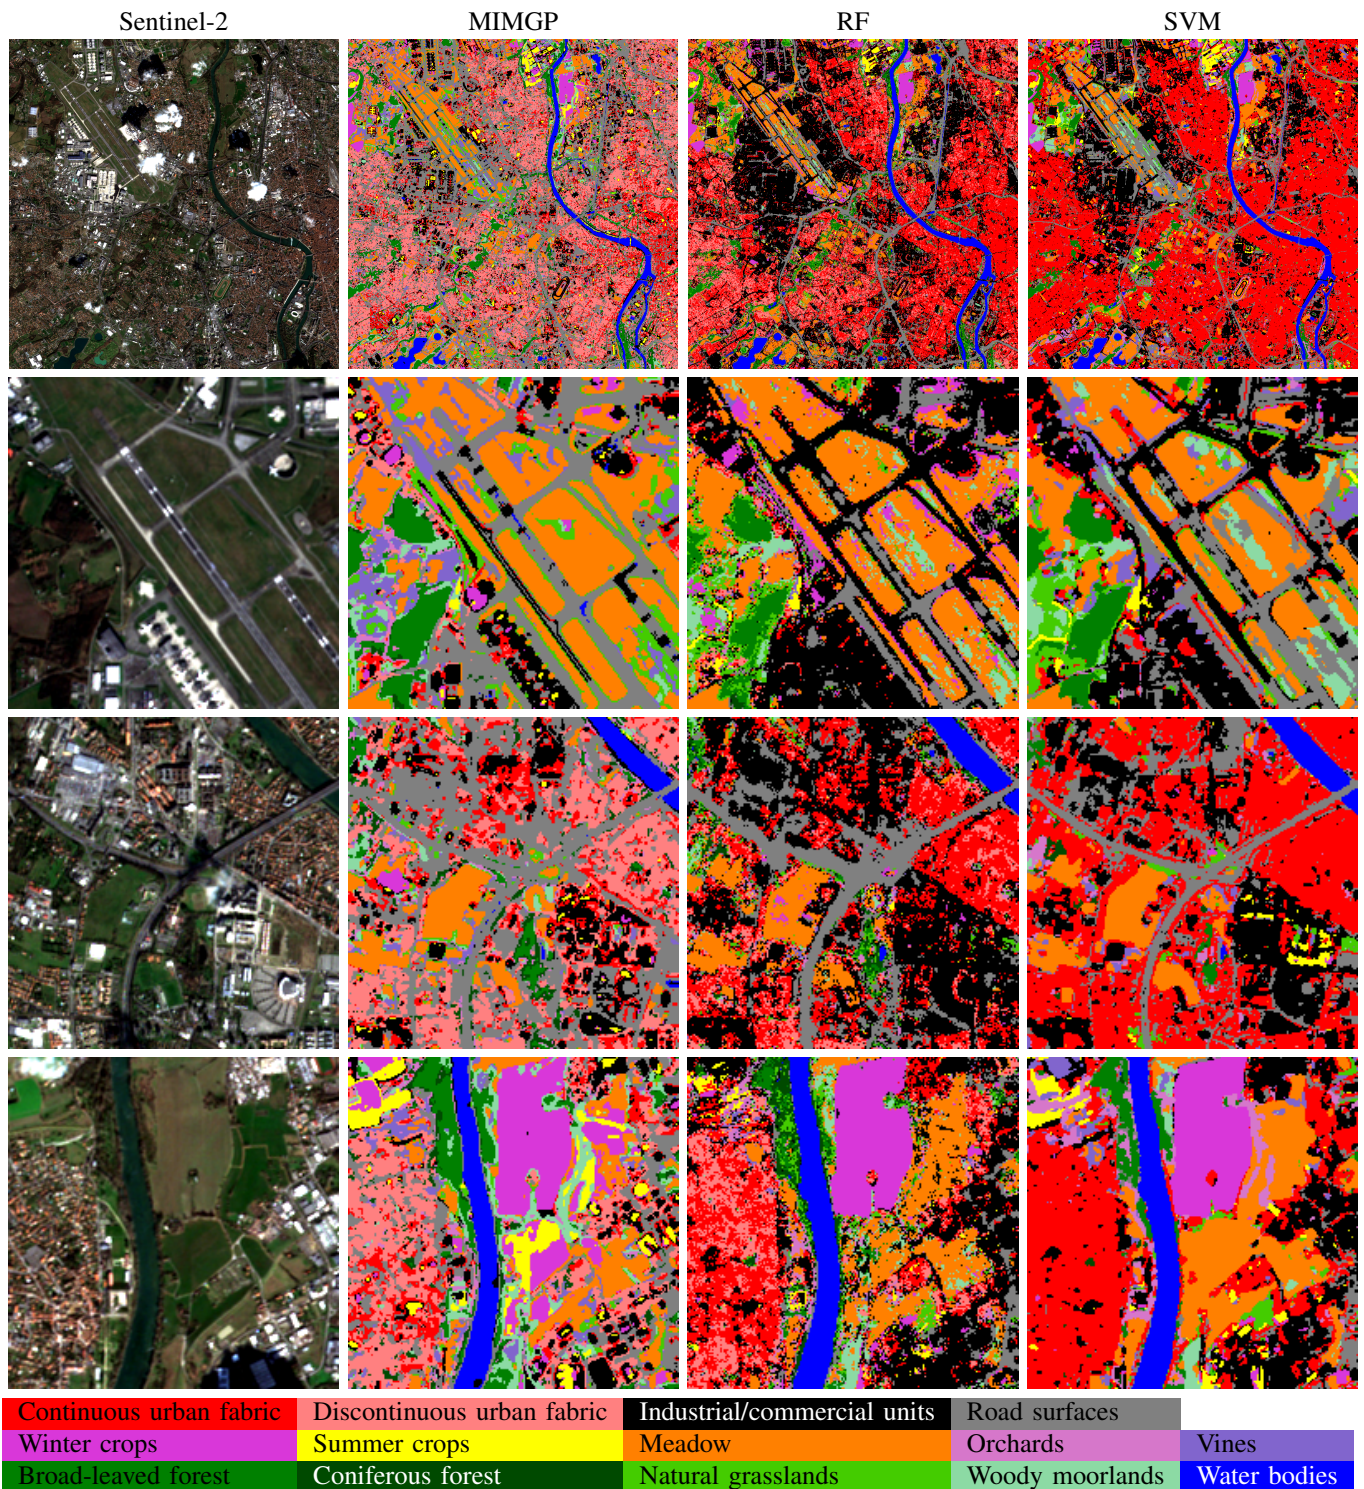 Sentinel-2 MIMGP RF SVM
Continuous urban fabric Discontinuous urban fabric Industrial/commercial units Road surfaces
Winter crops Summer crops Meadow Orchards Vines
Broad-leaved forest Coniferous forest Natural grasslands Woody moorlands Water bodies